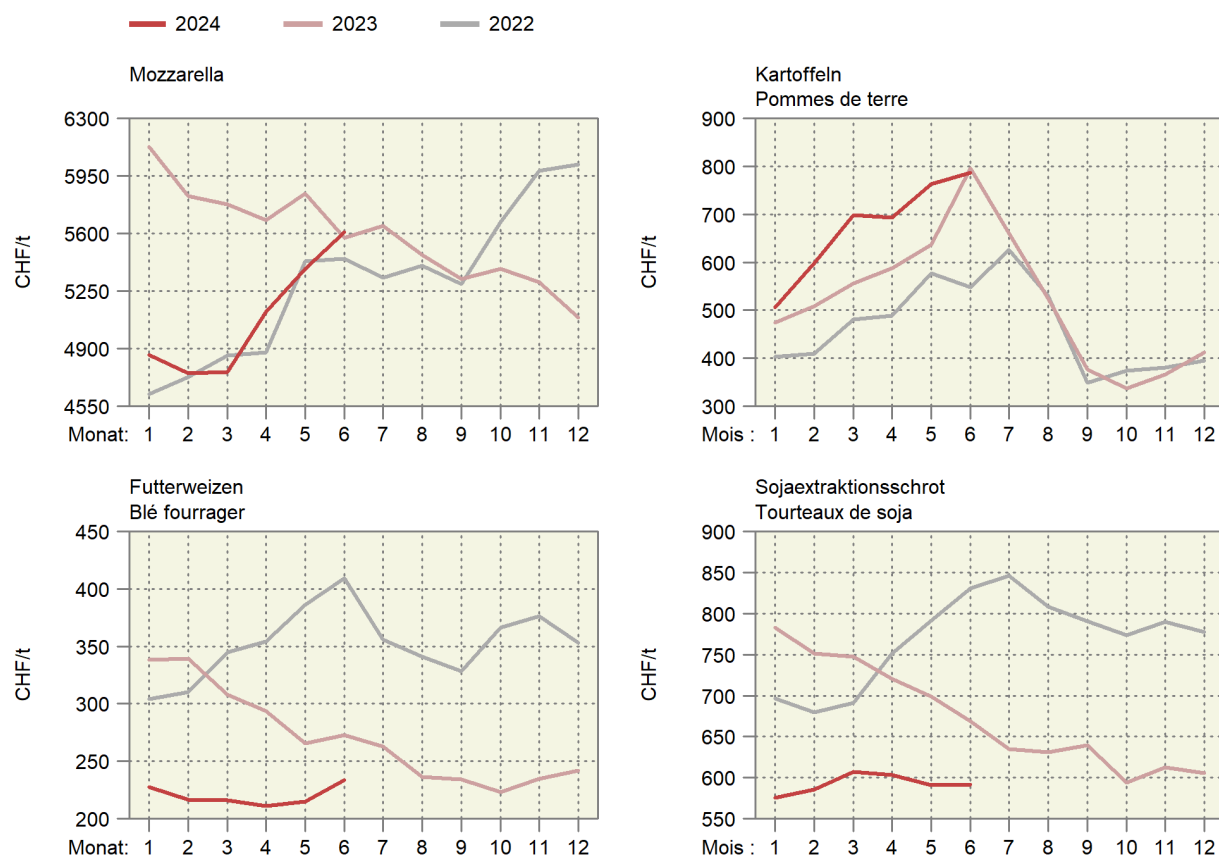 2024 2023 2022
Mozzarella
6300
5950
5600
5250
4900
4550
CHF/t
Monat: 1 2 3 4 5 6 7 8 9 10 11 12
Kartoffeln
Pommes de terre
900
800
700
600
500
400
300
CHF/t
Mois : 1 2 3 4 5 6 7 8 9 10 11 12
Futterweizen
Blé fourrager
450
400
350
300
250
200
CHF/t
Monat: 1 2 3 4 5 6 7 8 9 10 11 12
Sojaextraktionsschrot
Tourteaux de soja
900
850
800
750
700
650
600
550
CHF/t
Mois : 1 2 3 4 5 6 7 8 9 10 11 12